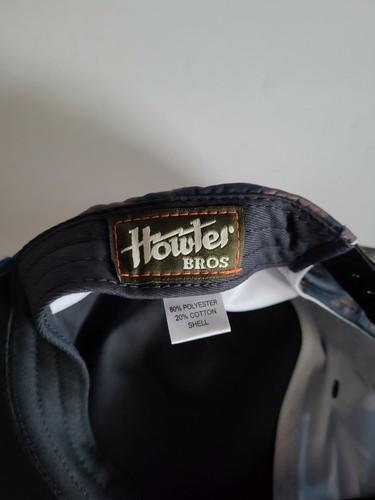 Howler
BROS
80% POLYESTER
20% COTTON
SHELL